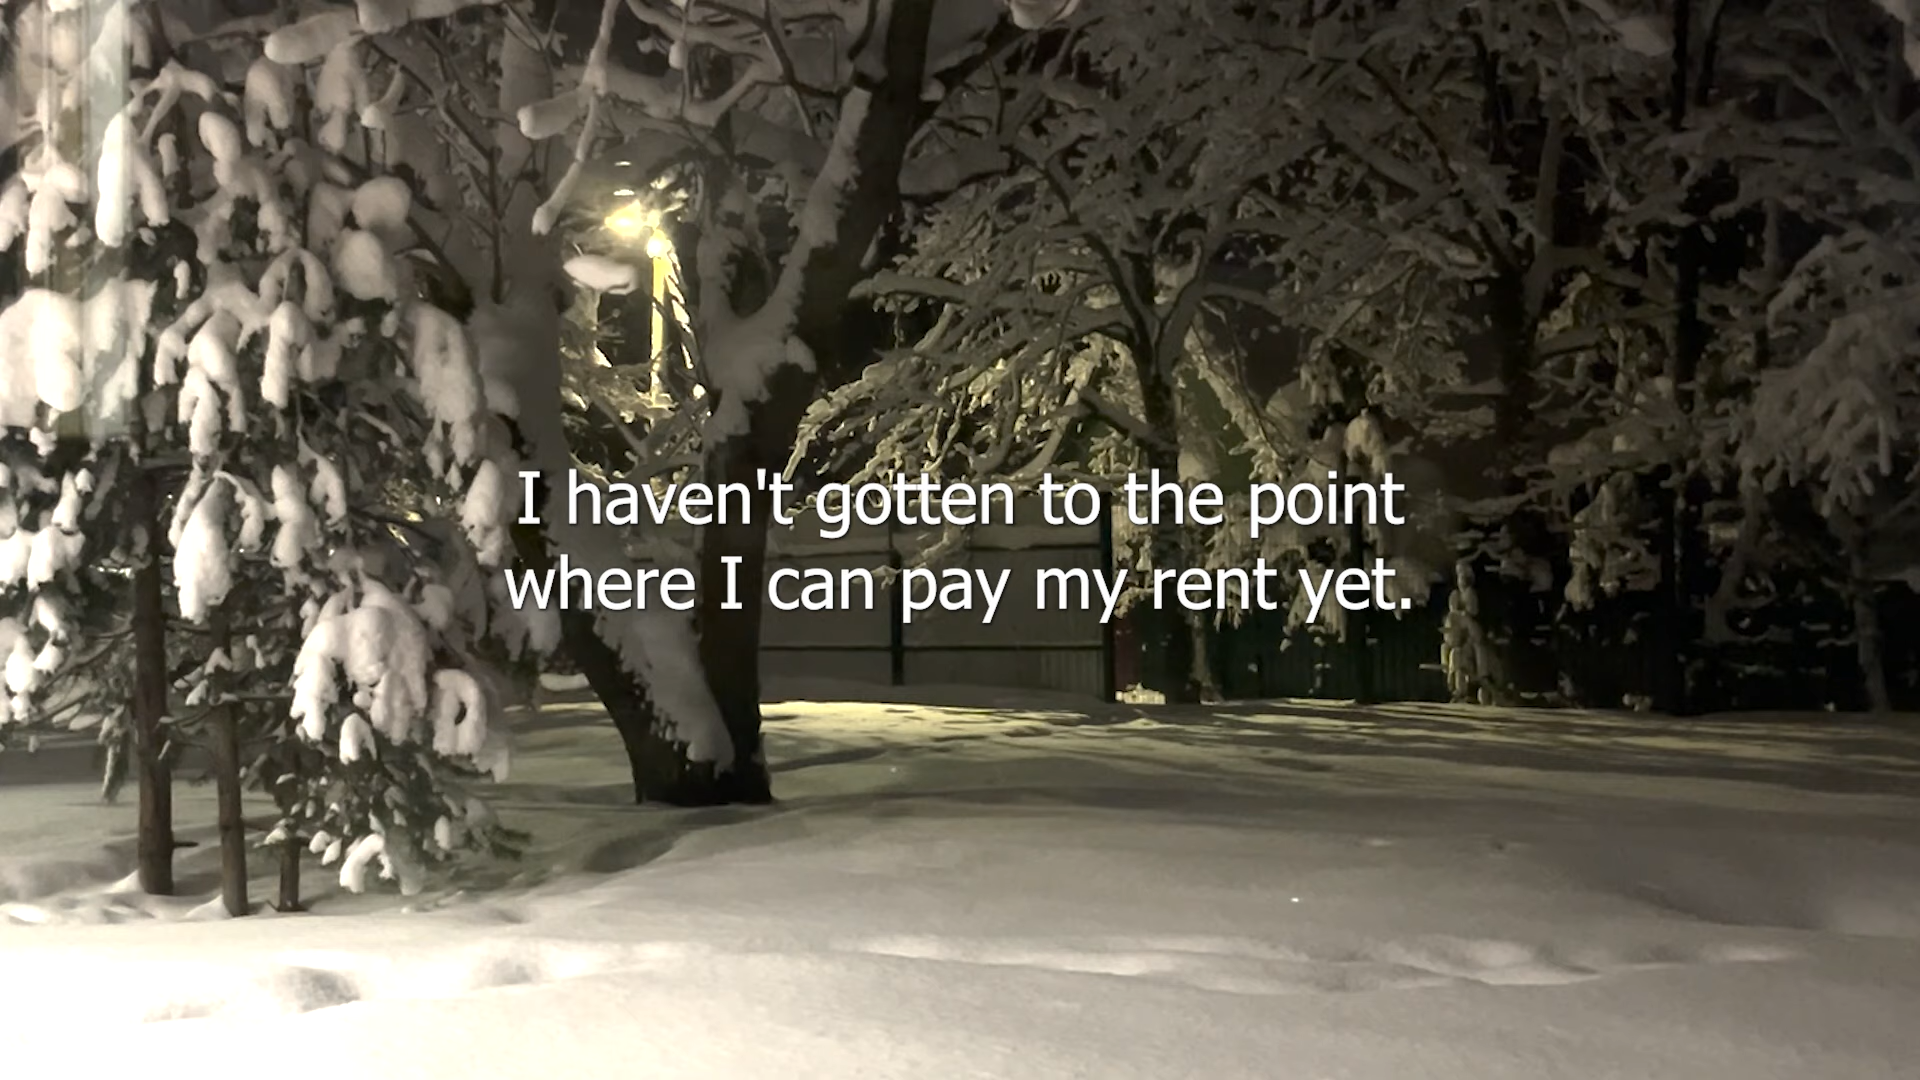 I haven't gotten to the point
where I can pay my rent yet.